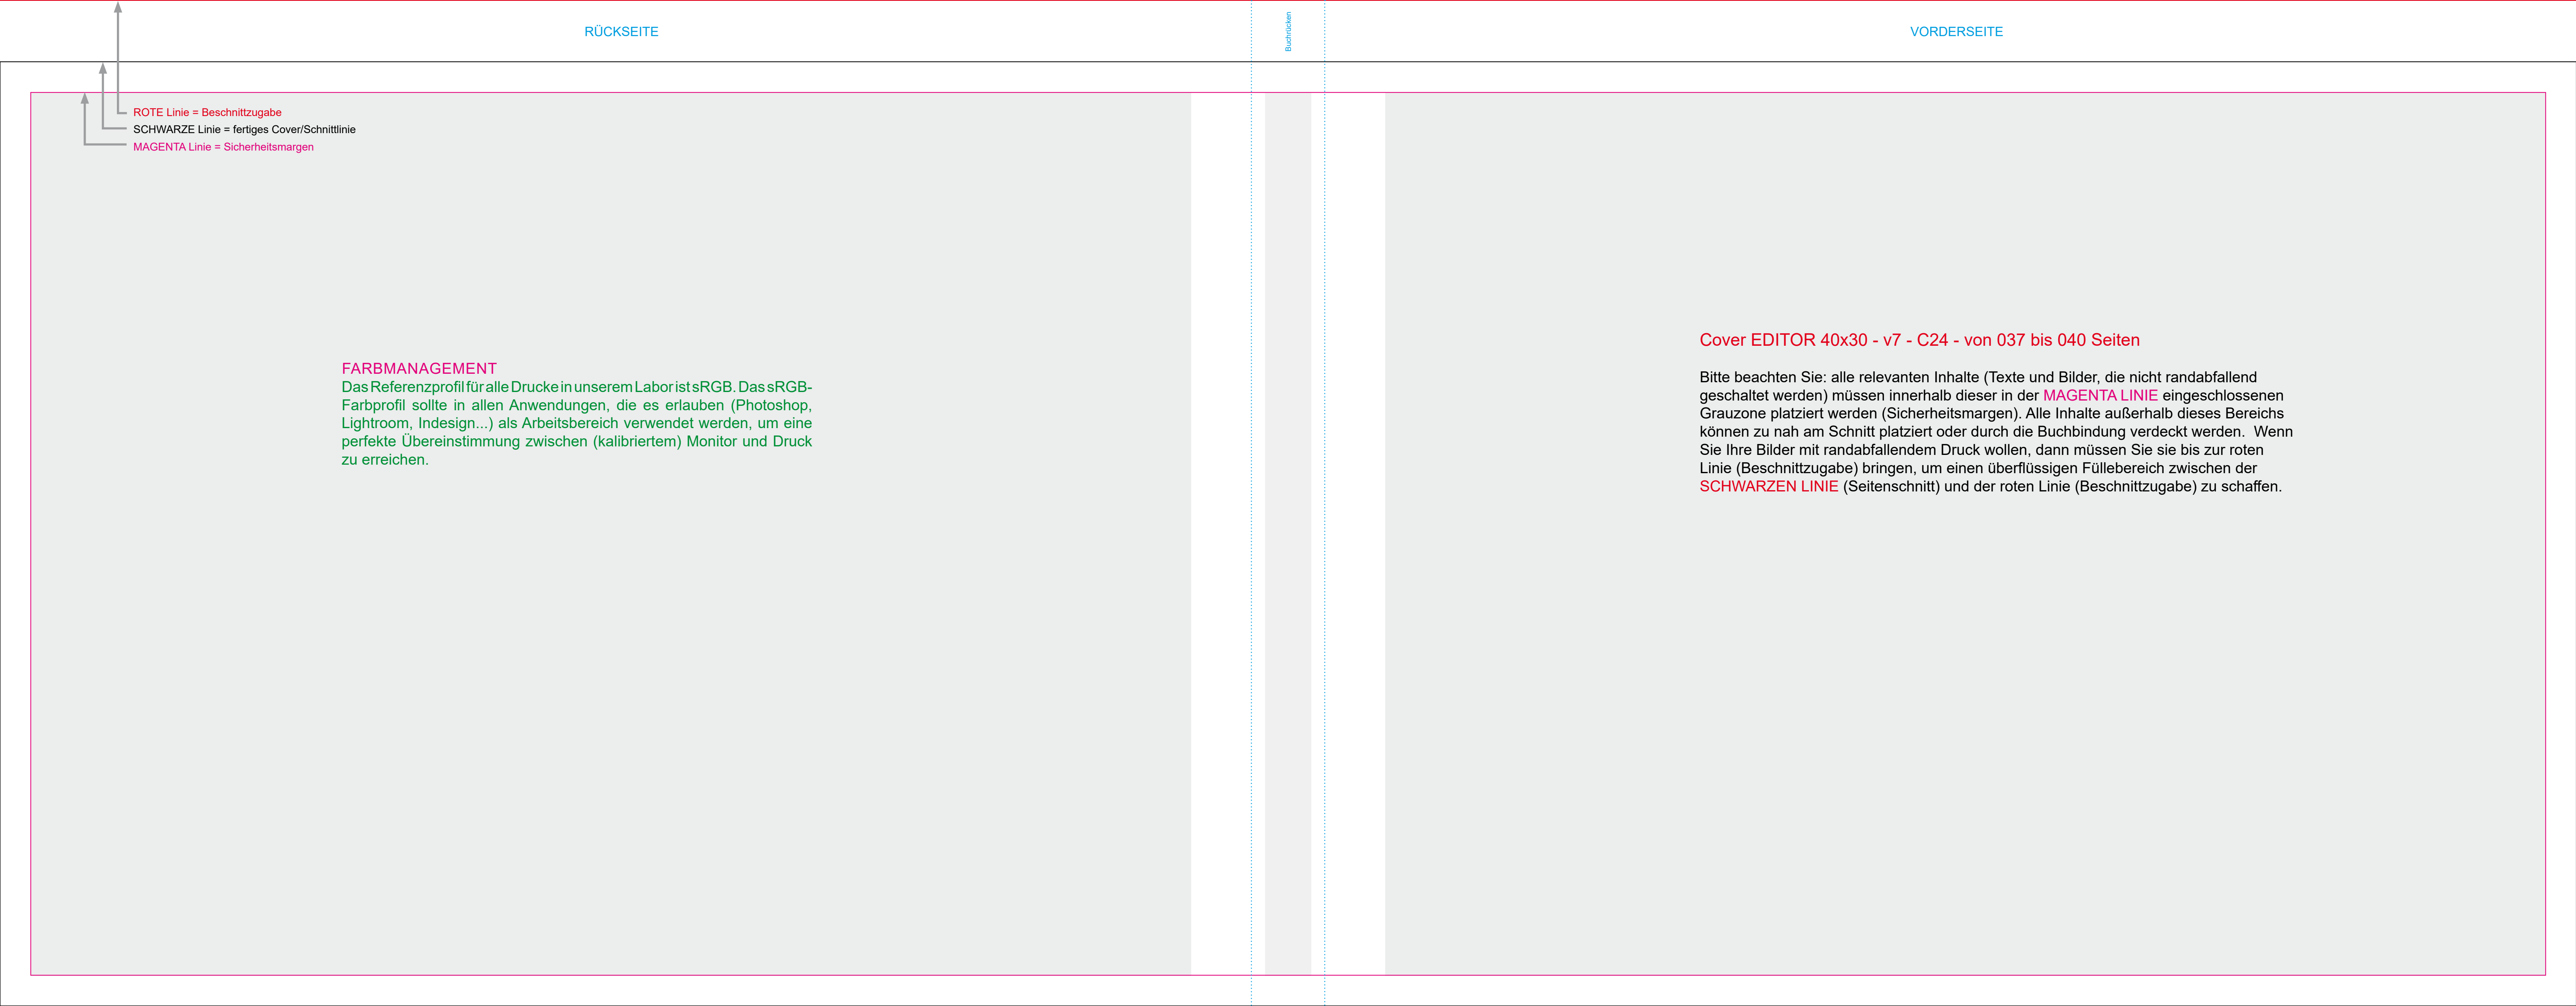 RÜCKSEITE
Buchrücken
VORDERSEITE
ROTE Linie = Beschnittzugabe
SCHWARZE Linie = fertiges Cover/Schnittlinie
MAGENTA Linie = Sicherheitsmargen
FARBMANAGEMENT
Das Referenzprofil für alle Drucke in unserem Labor ist sRGB. Das sRGB-
Farbprofil sollte in allen Anwendungen, die es erlauben (Photoshop,
Lightroom, Indesign...) als Arbeitsbereich verwendet werden, um eine
perfekte Übereinstimmung zwischen (kalibriertem) Monitor und Druck
zu erreichen.
Cover EDITOR 40x30 - v7 - C24 - von 037 bis 040 Seiten
Bitte beachten Sie: alle relevanten Inhalte (Texte und Bilder, die nicht randabfallend
geschaltet werden) müssen innerhalb dieser in der MAGENTA LINIE eingeschlossenen
Grauzone platziert werden (Sicherheitsmargen). Alle Inhalte außerhalb dieses Bereichs
können zu nah am Schnitt platziert oder durch die Buchbindung verdeckt werden. Wenn
Sie Ihre Bilder mit randabfallendem Druck wollen, dann müssen Sie sie bis zur roten
Linie (Beschnittzugabe) bringen, um einen überflüssigen Füllebereich zwischen der
SCHWARZEN LINIE (Seitenschnitt) und der roten Linie (Beschnittzugabe) zu schaffen.